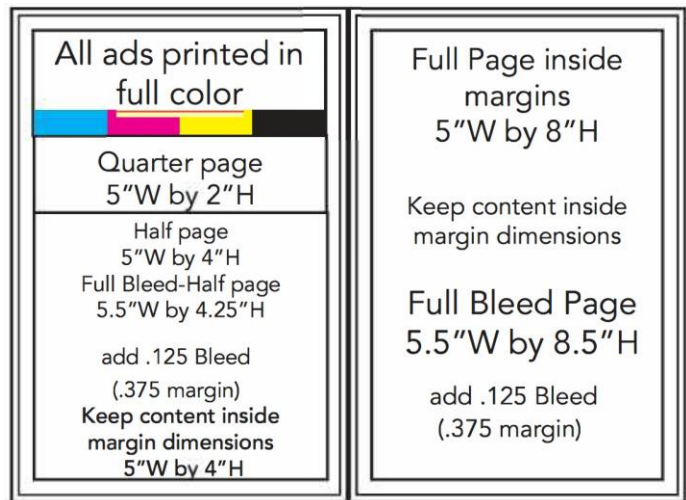 All ads printed in
full color
Quarter page
5"W by 2"H
Half page
5"W by 4"H
Full Bleed-Half page
5.5"W by 4.25"H
add .125 Bleed
(.375 margin)
Keep content inside
margin dimensions
5"W by 4"H
Full Page inside
margins
5"W by 8"H
Keep content inside
margin dimensions
Full Bleed Page
5.5"W by 8.5"H
add .125 Bleed
(.375 margin)